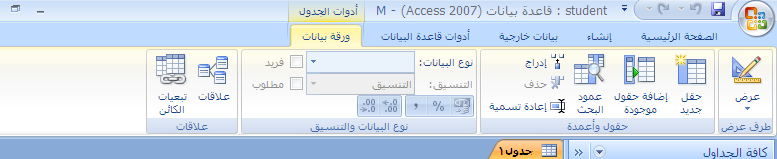 student : قاعدة بيانات (Access 2007) - M
أدوات الجدول
الصفحة الرئيسية
إنشاء
بيانات خارجية
أدوات قاعدة البيانات
ورقة بيانات
عرض
طرف عرض
حقل جديد
إضافة حقول موجودة
عمود البحث
إدراج
حذف
إعادة تسمية
حقول وأعمدة
نوع البيانات:
التنسيق:
التنسيق
فريد
مطلوب
نوع البيانات والتنسيق
علاقات
تبعيات الكائن
علاقات
كافة الجداول
جدول١